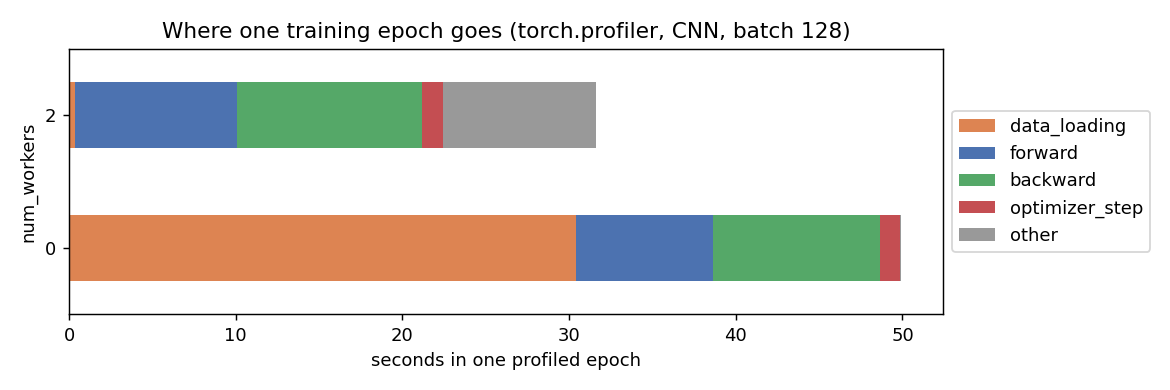 Where one training epoch goes (torch.profiler, CNN, batch 128)
num_workers
2
0
0 10 20 30 40 50
seconds in one profiled epoch
data_loading
forward
backward
optimizer_step
other